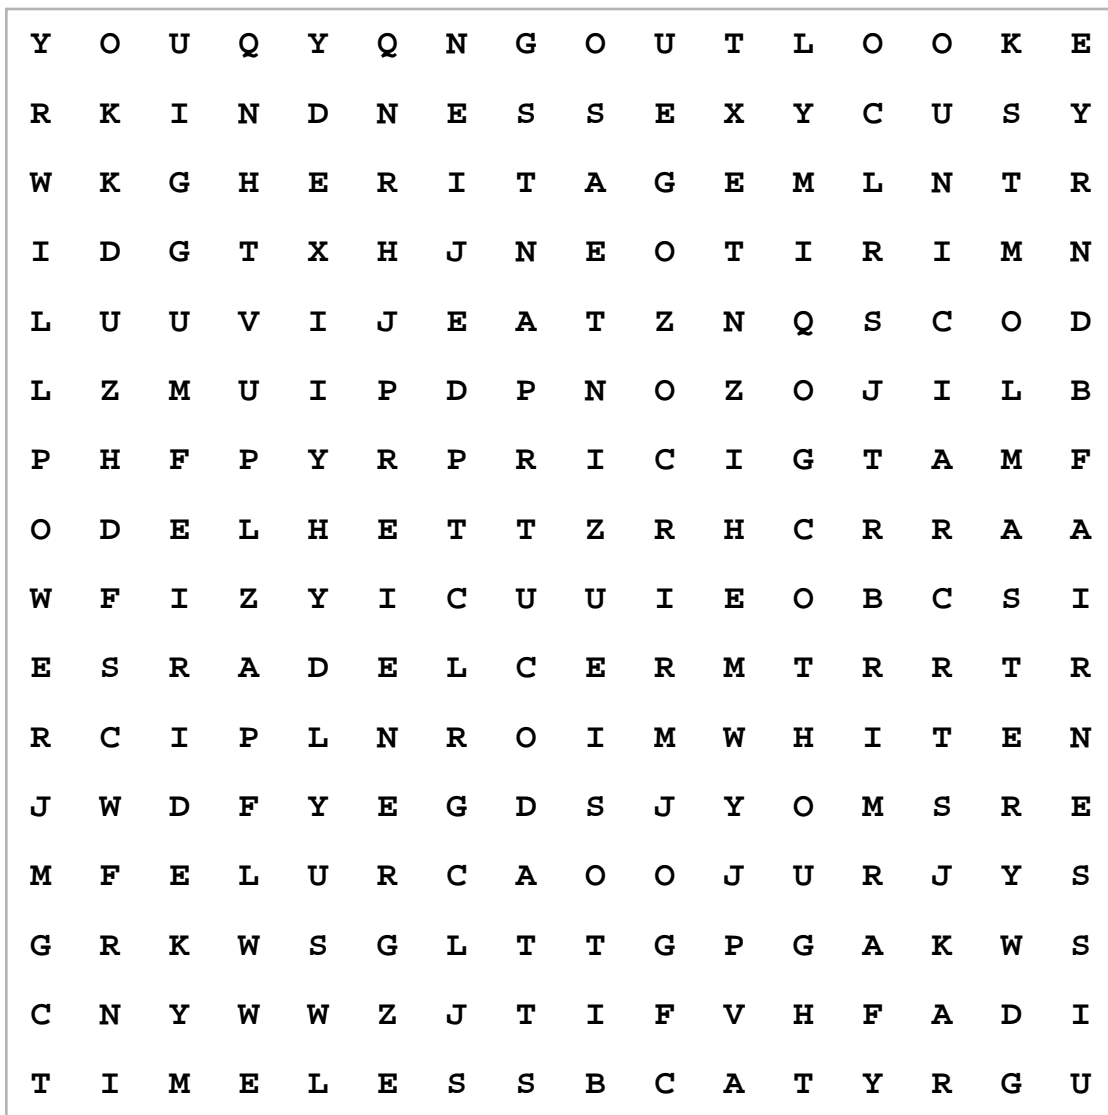 Y O U Q Y Q N G O U T L O O K E
R K I N D N E S S E X Y C U S Y
W K G H E R I T A G E M L N T R
I D G T X H J N E O T I R I M N
L U U V I J E A T Z N Q S C O D
L Z M U I P D P N O Z O J I L B
P H F P Y R P R I C I G T A M F
O D E L H E T T Z R H C R R A A
W F I Z Y I C U U I E O B C S I
E S R A D E L C E R M T R R T R
R C I P L N R O I M W H I T E N
J W D F Y E G D S J Y O M S R E
M F E L U R C A O O J U R J Y S
G R K W S G L T T G P G A K W S
C N Y W W Z J T I F V H F A D I
T I M E L E S S B C A T Y R G U